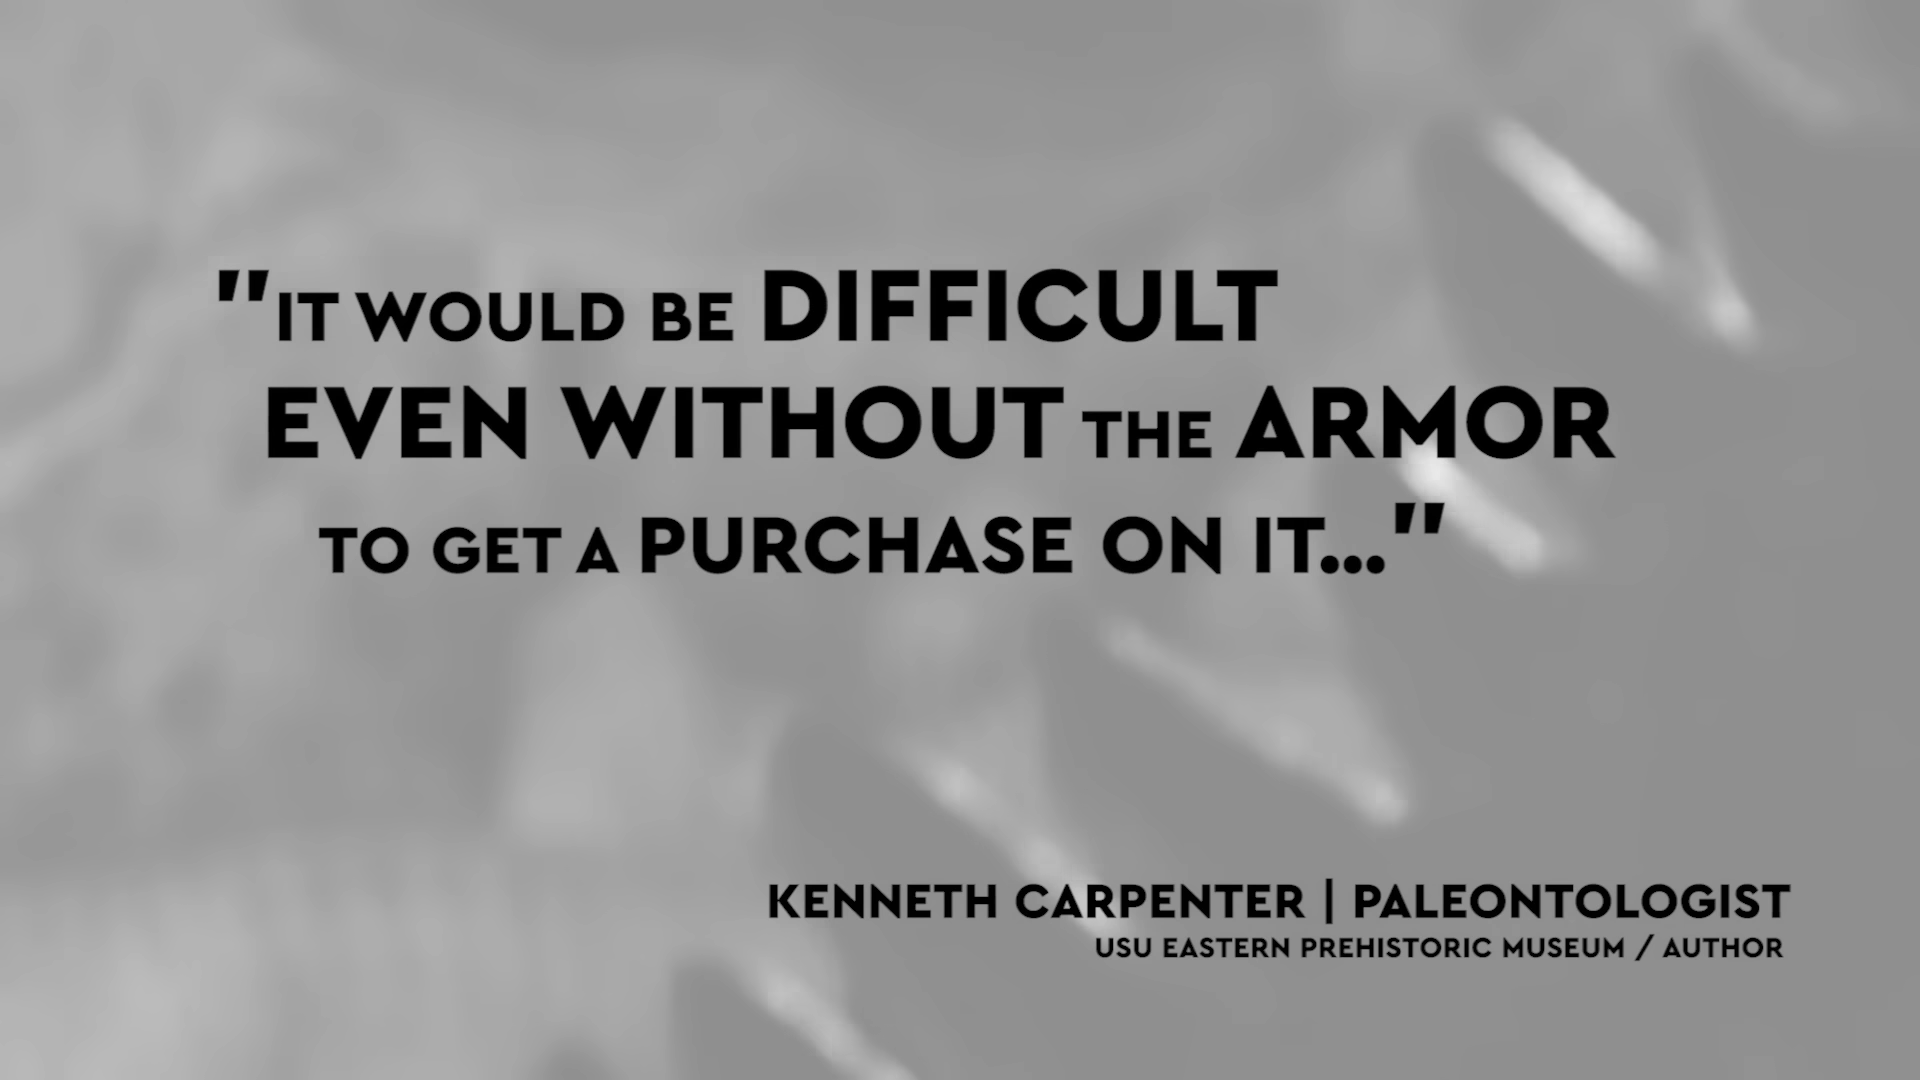 "IT WOULD BE DIFFICULT
EVEN WITHOUT THE ARMOR
TO GET A PURCHASE ON IT..."
KENNETH CARPENTER | PALEONTOLOGIST
USU EASTERN PREHISTORIC MUSEUM / AUTHOR